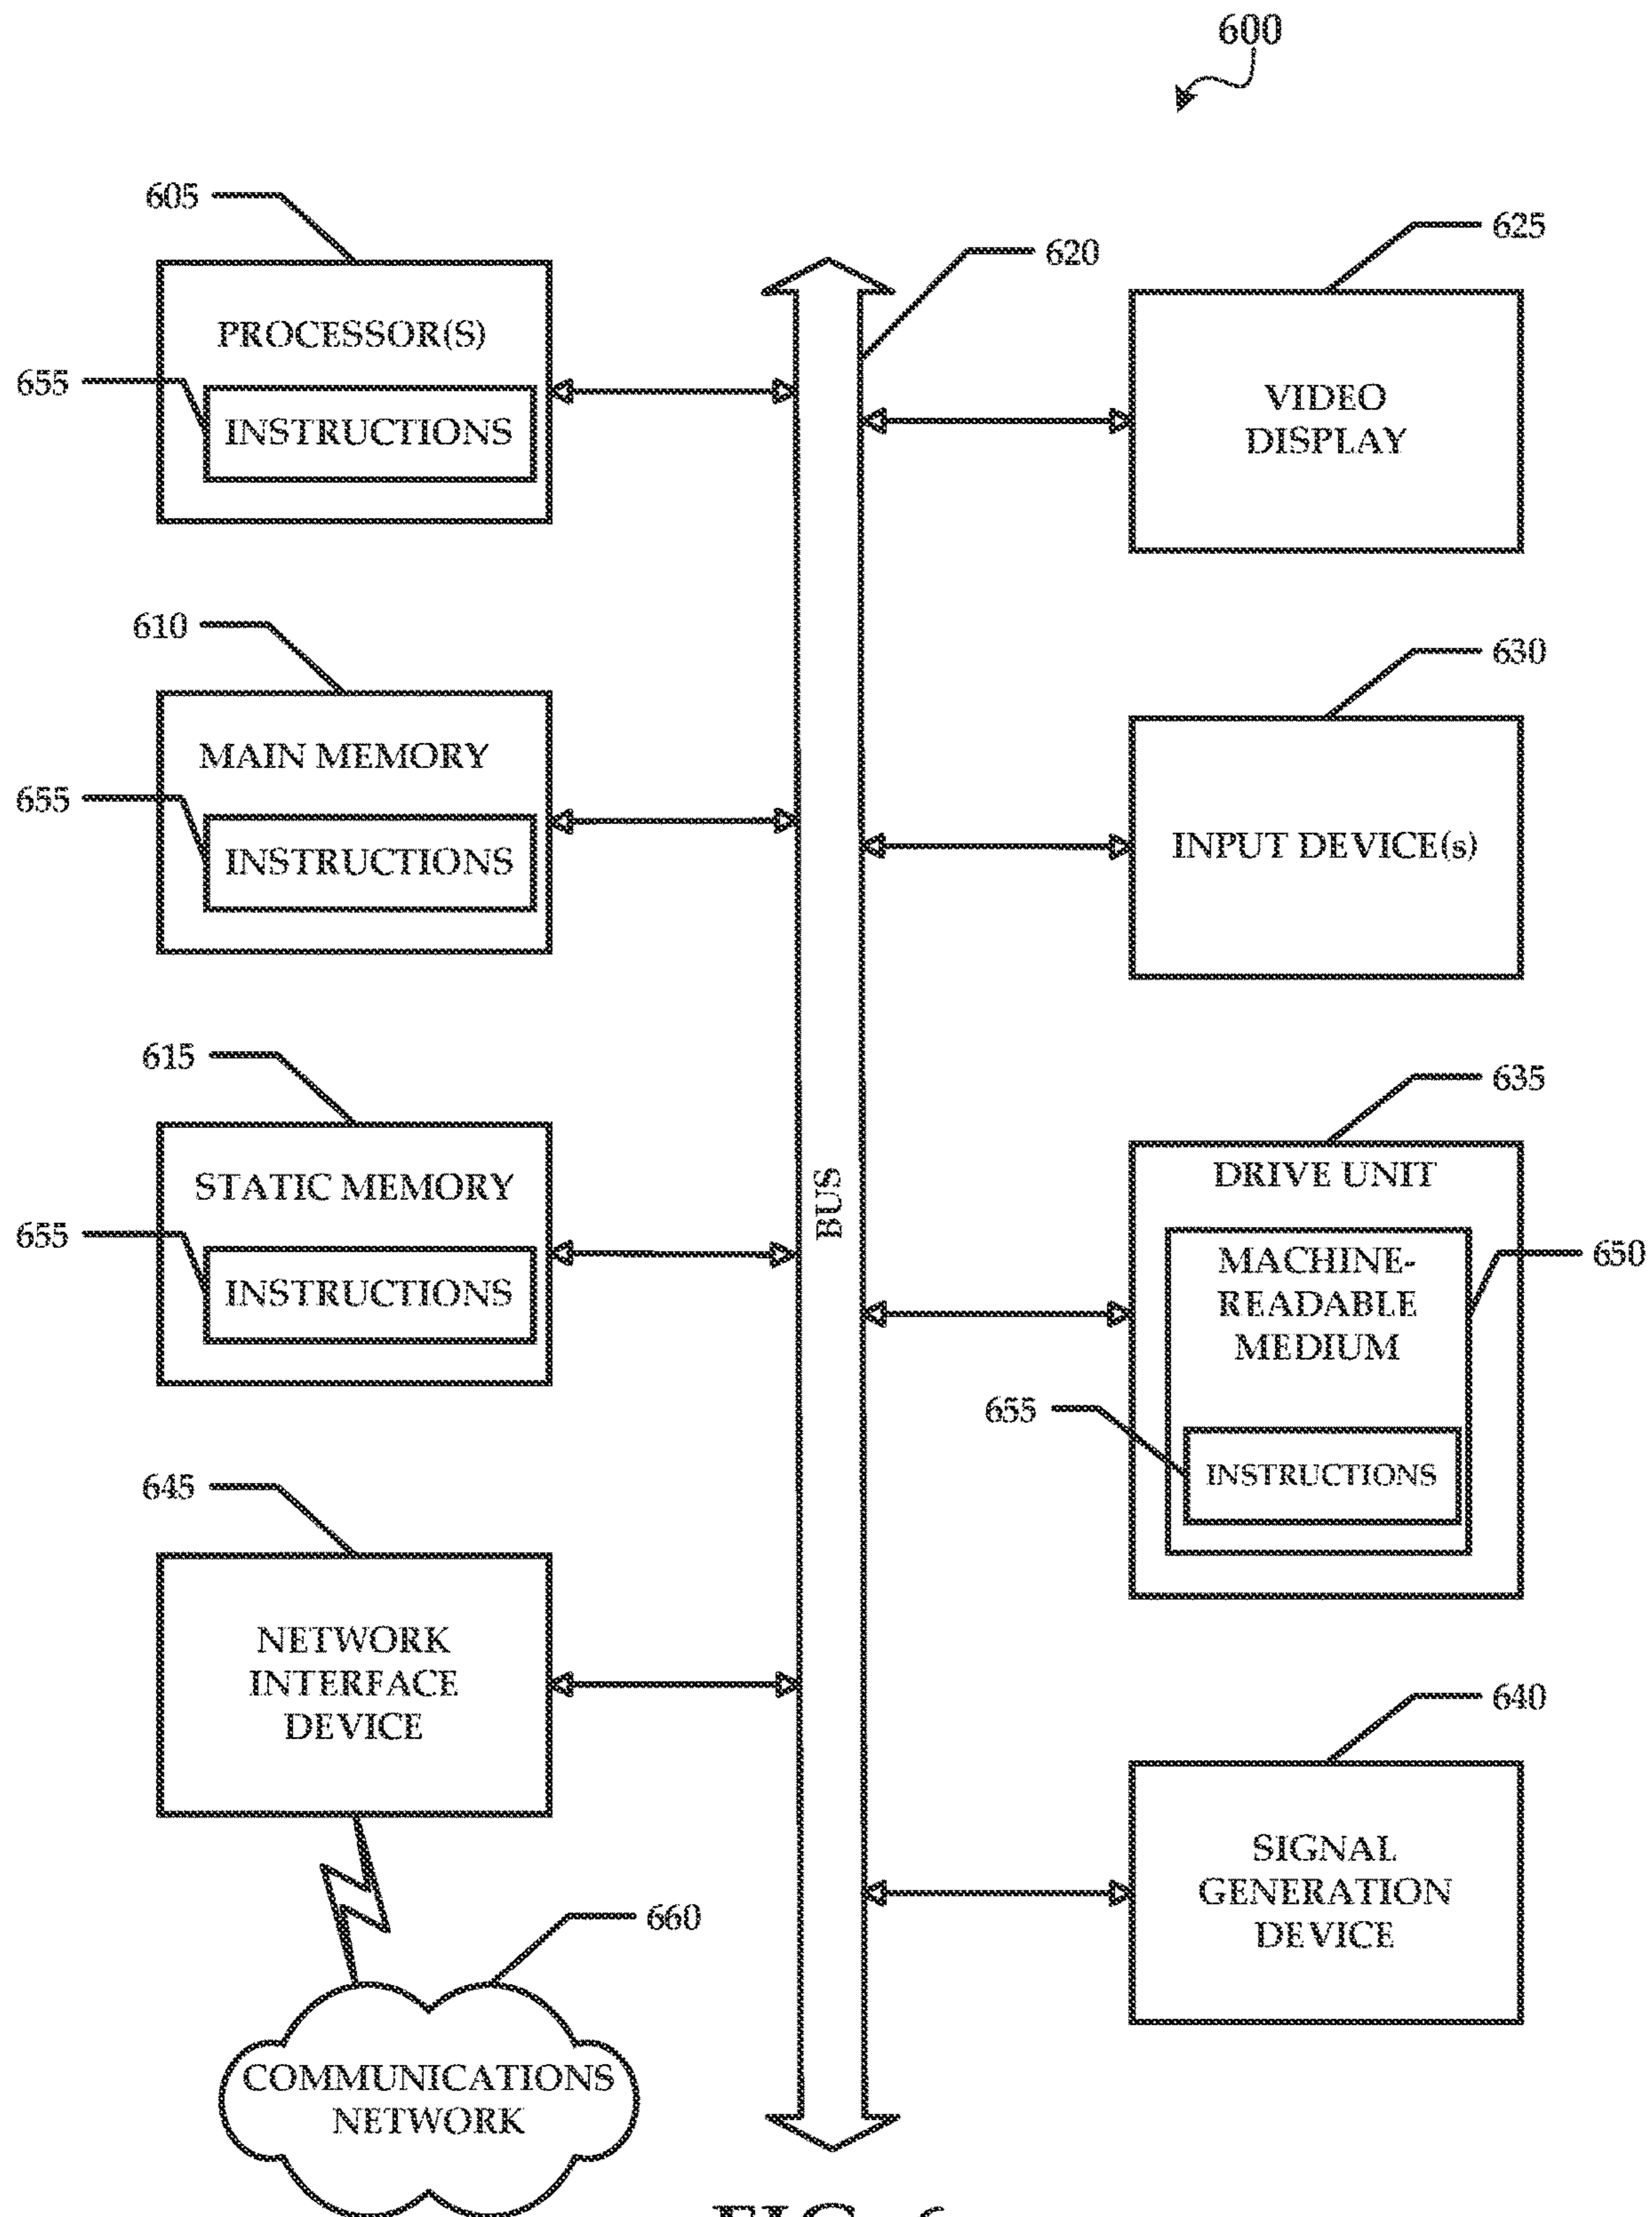 600
605
PROCESSOR(S)
655
INSTRUCTIONS
620
625
VIDEO
DISPLAY
610
MAIN MEMORY
655
INSTRUCTIONS
630
INPUT DEVICE(s)
615
STATIC MEMORY
655
INSTRUCTIONS
BUS
635
DRIVE UNIT
MACHINE-
READABLE
MEDIUM
650
655
INSTRUCTIONS
645
NETWORK
INTERFACE
DEVICE
640
SIGNAL
GENERATION
DEVICE
660
COMMUNICATIONS
NETWORK